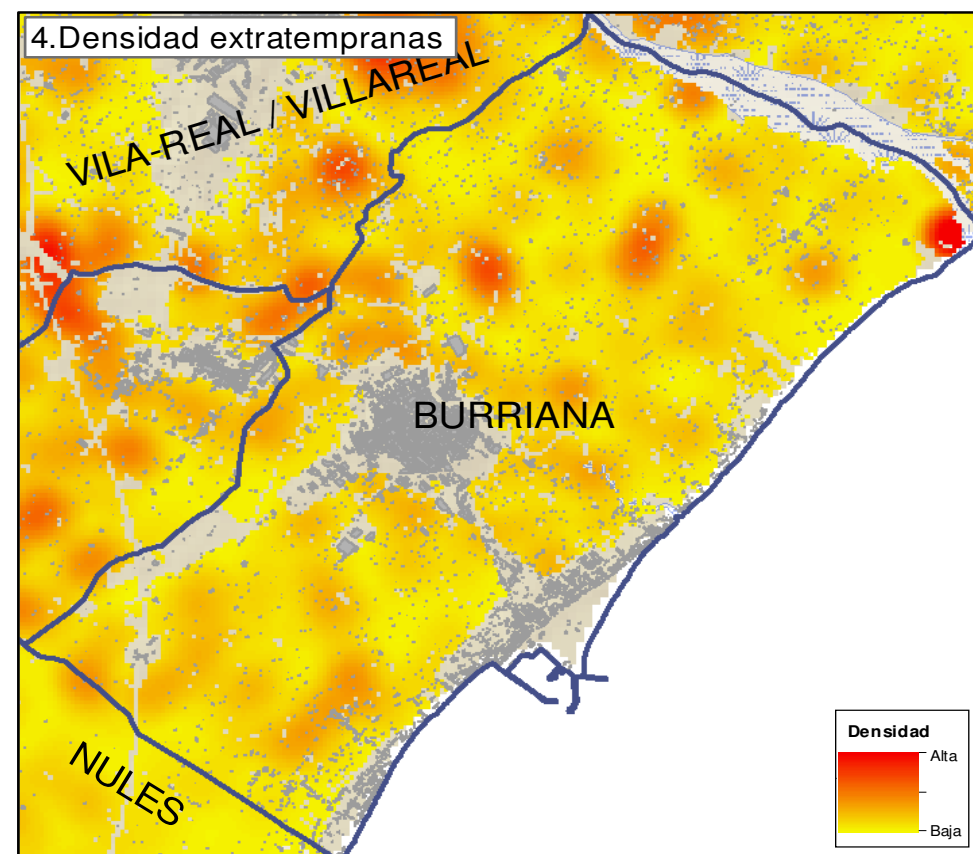 4.Densidad extratempranas
VILA-REAL / VILLAREAL
BURRIANA
NULES
Densidad
Alta
Baja